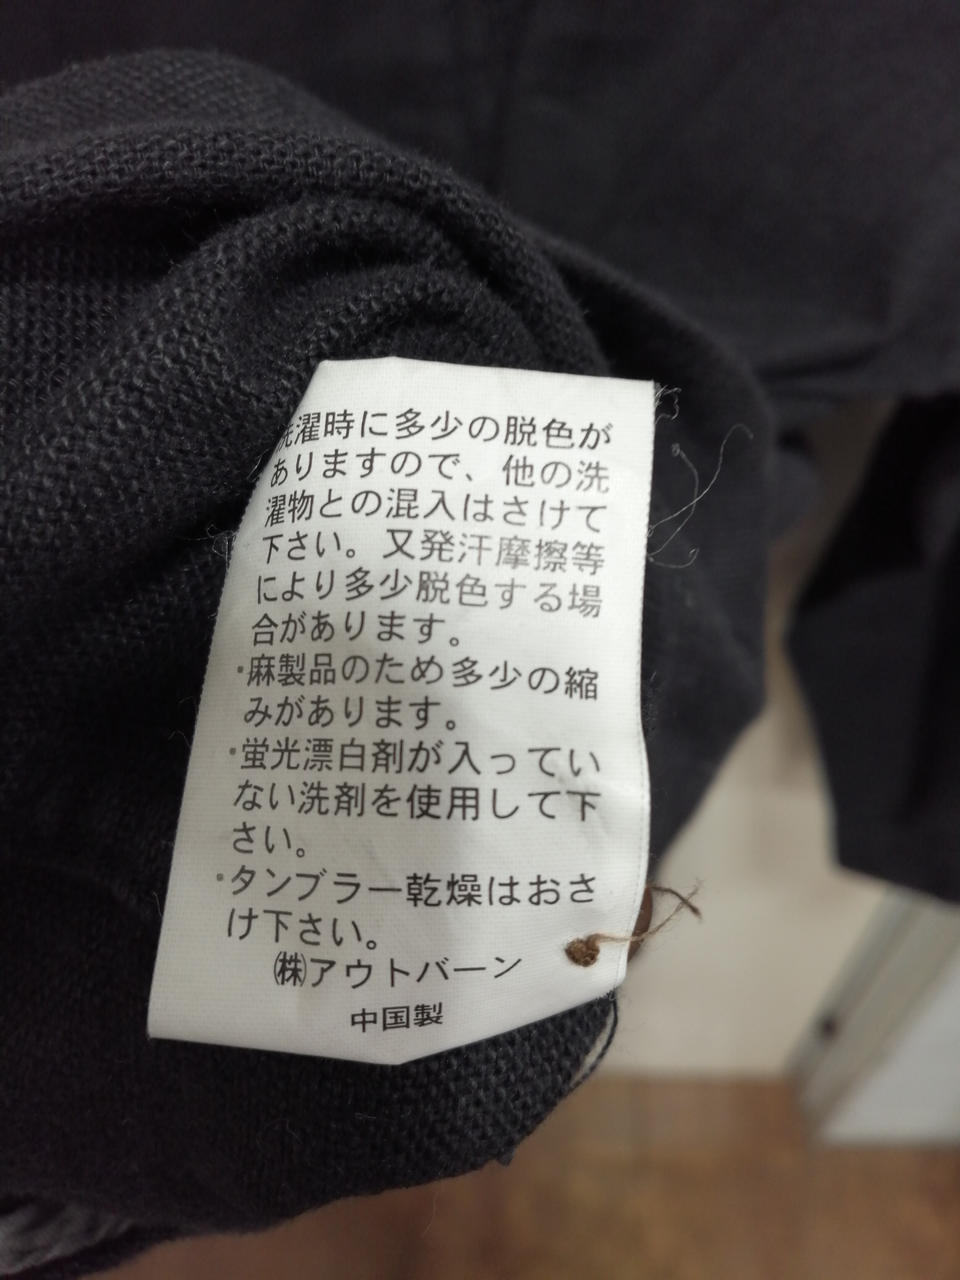 洗濯時に多少の脱色が
ありますので、他の洗
濯物との混入はさけて
下さい。又発汗摩擦等
により多少脱色する場
合があります。
・麻製品のため多少の縮
みがあります。
・蛍光漂白剤が入ってい
ない洗剤を使用して下
さい。
・タンブラー乾燥はおさ
け下さい。
㈱アウトバーン
中国製